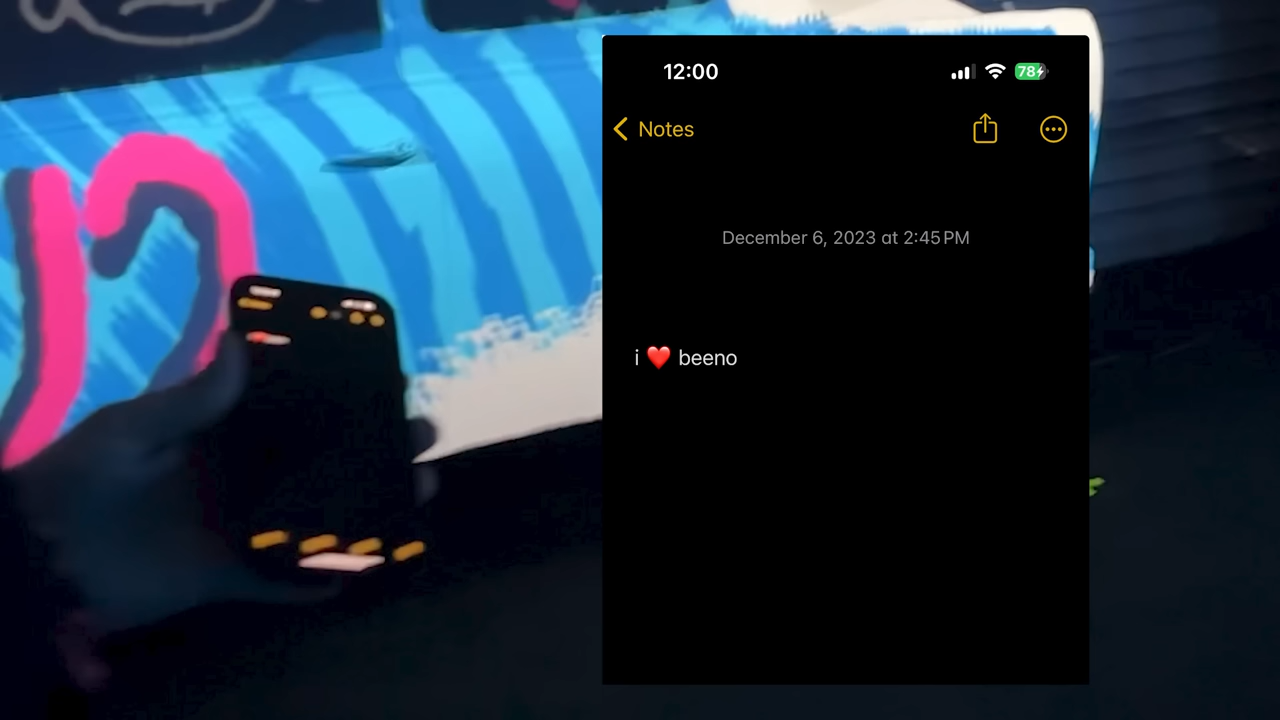 12:00
78
Notes
December 6, 2023 at 2:45 PM
i ❤️ beeno